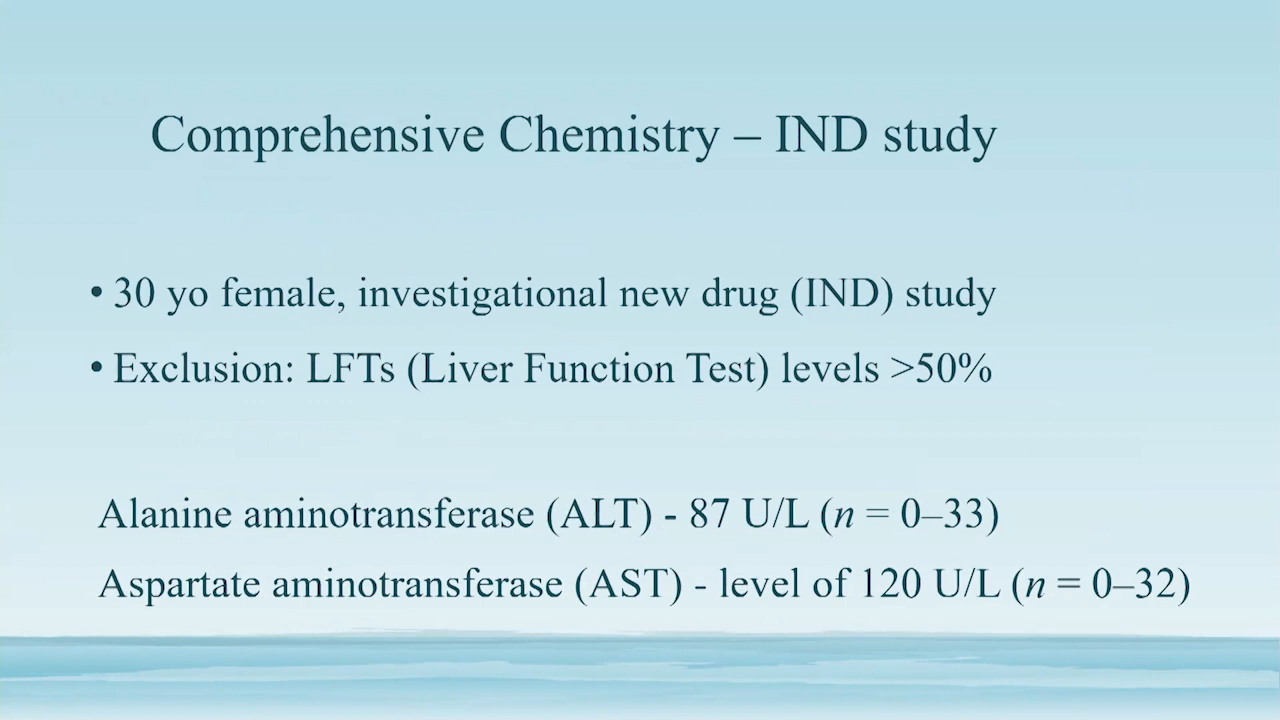 Comprehensive Chemistry – IND study
• 30 yo female, investigational new drug (IND) study
• Exclusion: LFTs (Liver Function Test) levels >50%
Alanine aminotransferase (ALT) - 87 U/L (n = 0–33)
Aspartate aminotransferase (AST) - level of 120 U/L (n = 0–32)